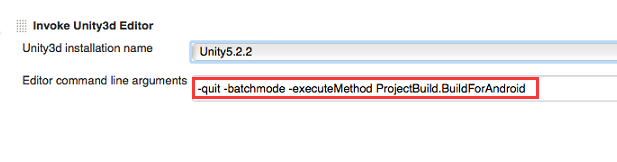 Invoke Unity3d Editor
Unity3d installation name
Unity5.2.2
Editor command line arguments
-quit -batchmode -executeMethod ProjectBuild.BuildForAndroid